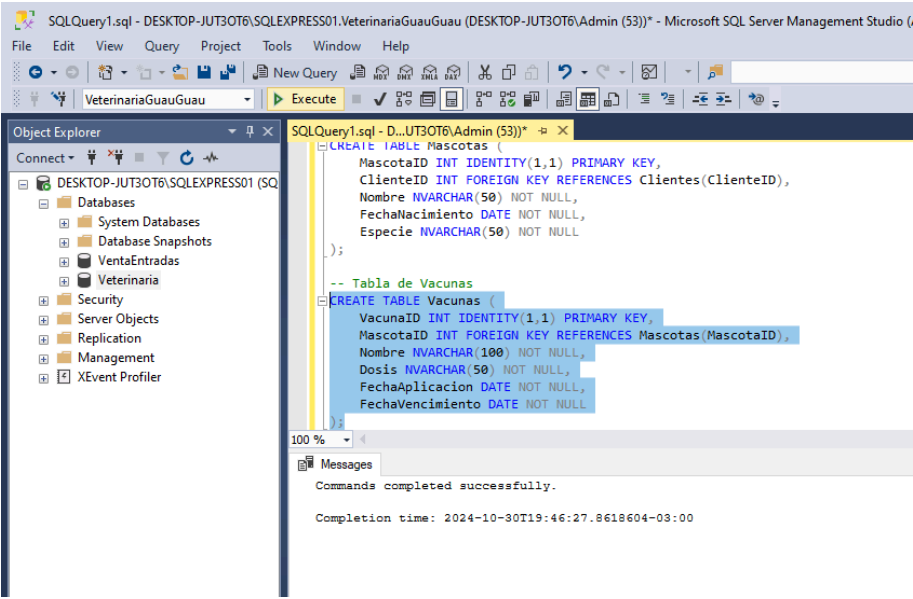 SQLQuery1.sql - DESKTOP-JUT3OT6\SQLEXPRESS01.VeterinariaGuauGuau (DESKTOP-JUT3OT6\Admin (53))* - Microsoft SQL Server Management Studio (
File Edit View Query Project Tools Window Help
New Query MDX DMX XMLA DAX
VeterinariaGuauGuau Execute
Object Explorer
Connect
DESKTOP-JUT3OT6\SQLEXPRESS01 (SQ
Databases
System Databases
Database Snapshots
VentaEntradas
Veterinaria
Security
Server Objects
Replication
Management
XEvent Profiler
SQLQuery1.sql - D...UT3OT6\Admin (53))*
CREATE TABLE Mascotas (
MascotaID INT IDENTITY(1,1) PRIMARY KEY,
ClienteID INT FOREIGN KEY REFERENCES Clientes(ClienteID),
Nombre NVARCHAR(50) NOT NULL,
FechaNacimiento DATE NOT NULL,
Especie NVARCHAR(50) NOT NULL
);
-- Tabla de Vacunas
CREATE TABLE Vacunas (
VacunaID INT IDENTITY(1,1) PRIMARY KEY,
MascotaID INT FOREIGN KEY REFERENCES Mascotas(MascotaID),
Nombre NVARCHAR(100) NOT NULL,
Dosis NVARCHAR(50) NOT NULL,
FechaAplicacion DATE NOT NULL,
FechaVencimiento DATE NOT NULL
);
100 %
Messages
Commands completed successfully.
Completion time: 2024-10-30T19:46:27.8618604-03:00